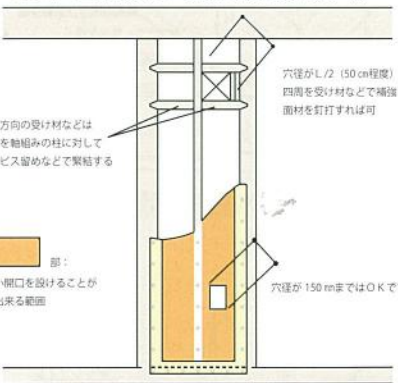 穴径がL/2（50㎝程度）
四周を受け材などで補強
面材を釘打すれば可
方向の受け材などは
を軸組みの柱に対して
ビス留めなどで緊結する
部：
い開口を設けることが
出来る範囲
穴径が 150 ㎜まではＯＫで